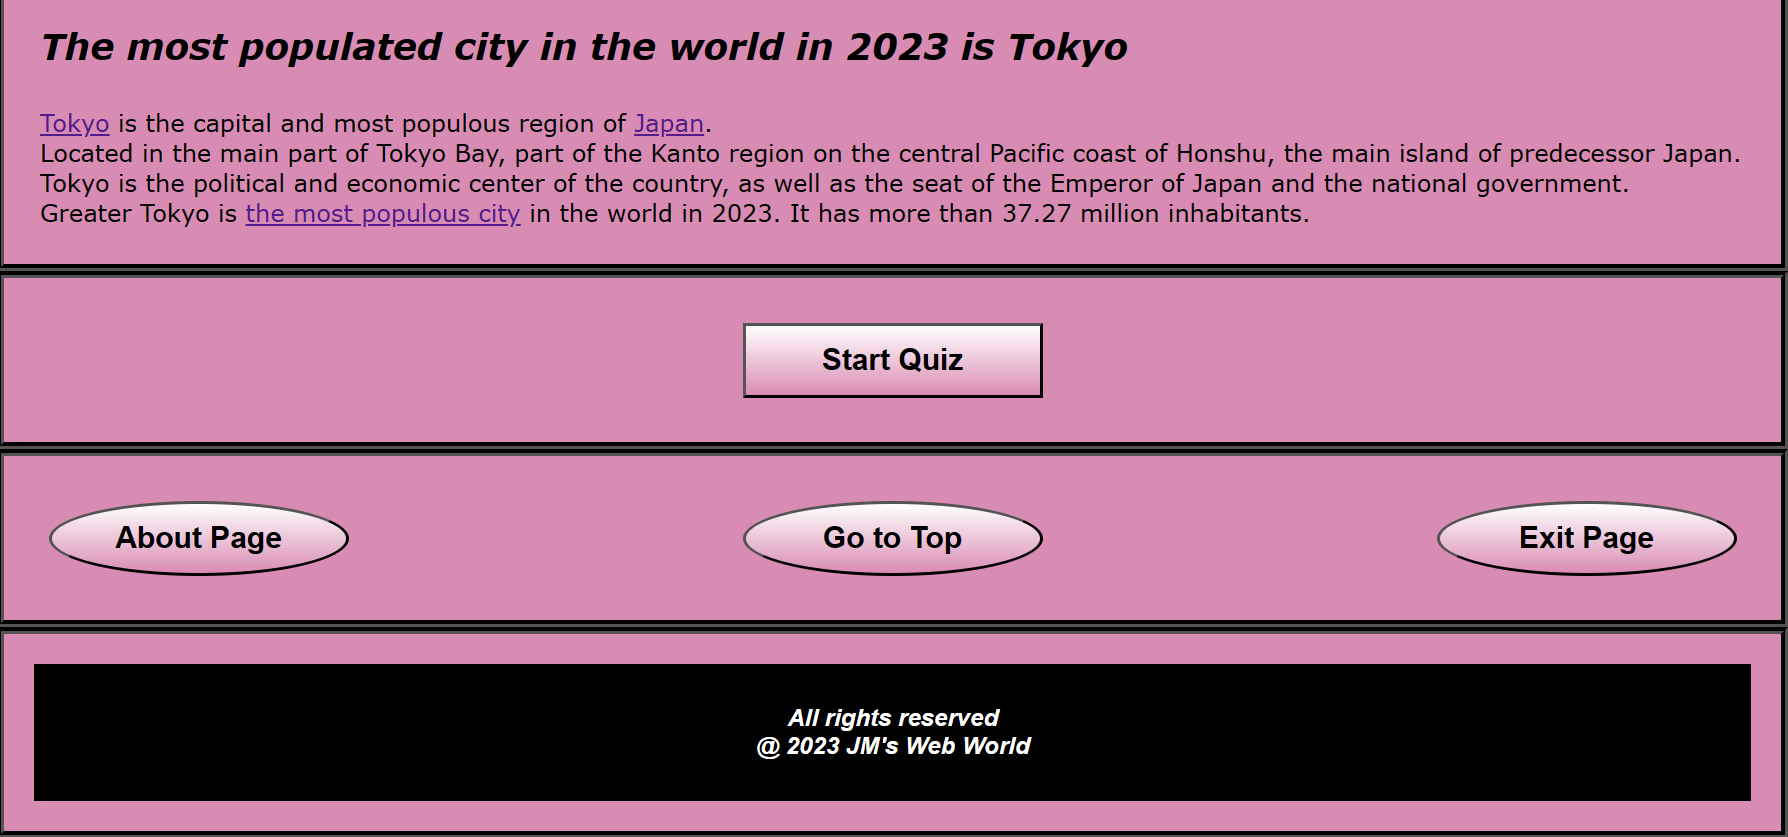 The most populated city in the world in 2023 is Tokyo
Tokyo is the capital and most populous region of Japan.
Located in the main part of Tokyo Bay, part of the Kanto region on the central Pacific coast of Honshu, the main island of predecessor Japan.
Tokyo is the political and economic center of the country, as well as the seat of the Emperor of Japan and the national government.
Greater Tokyo is the most populous city in the world in 2023. It has more than 37.27 million inhabitants.
Start Quiz
About Page
Go to Top
Exit Page
All rights reserved
@ 2023 JM's Web World